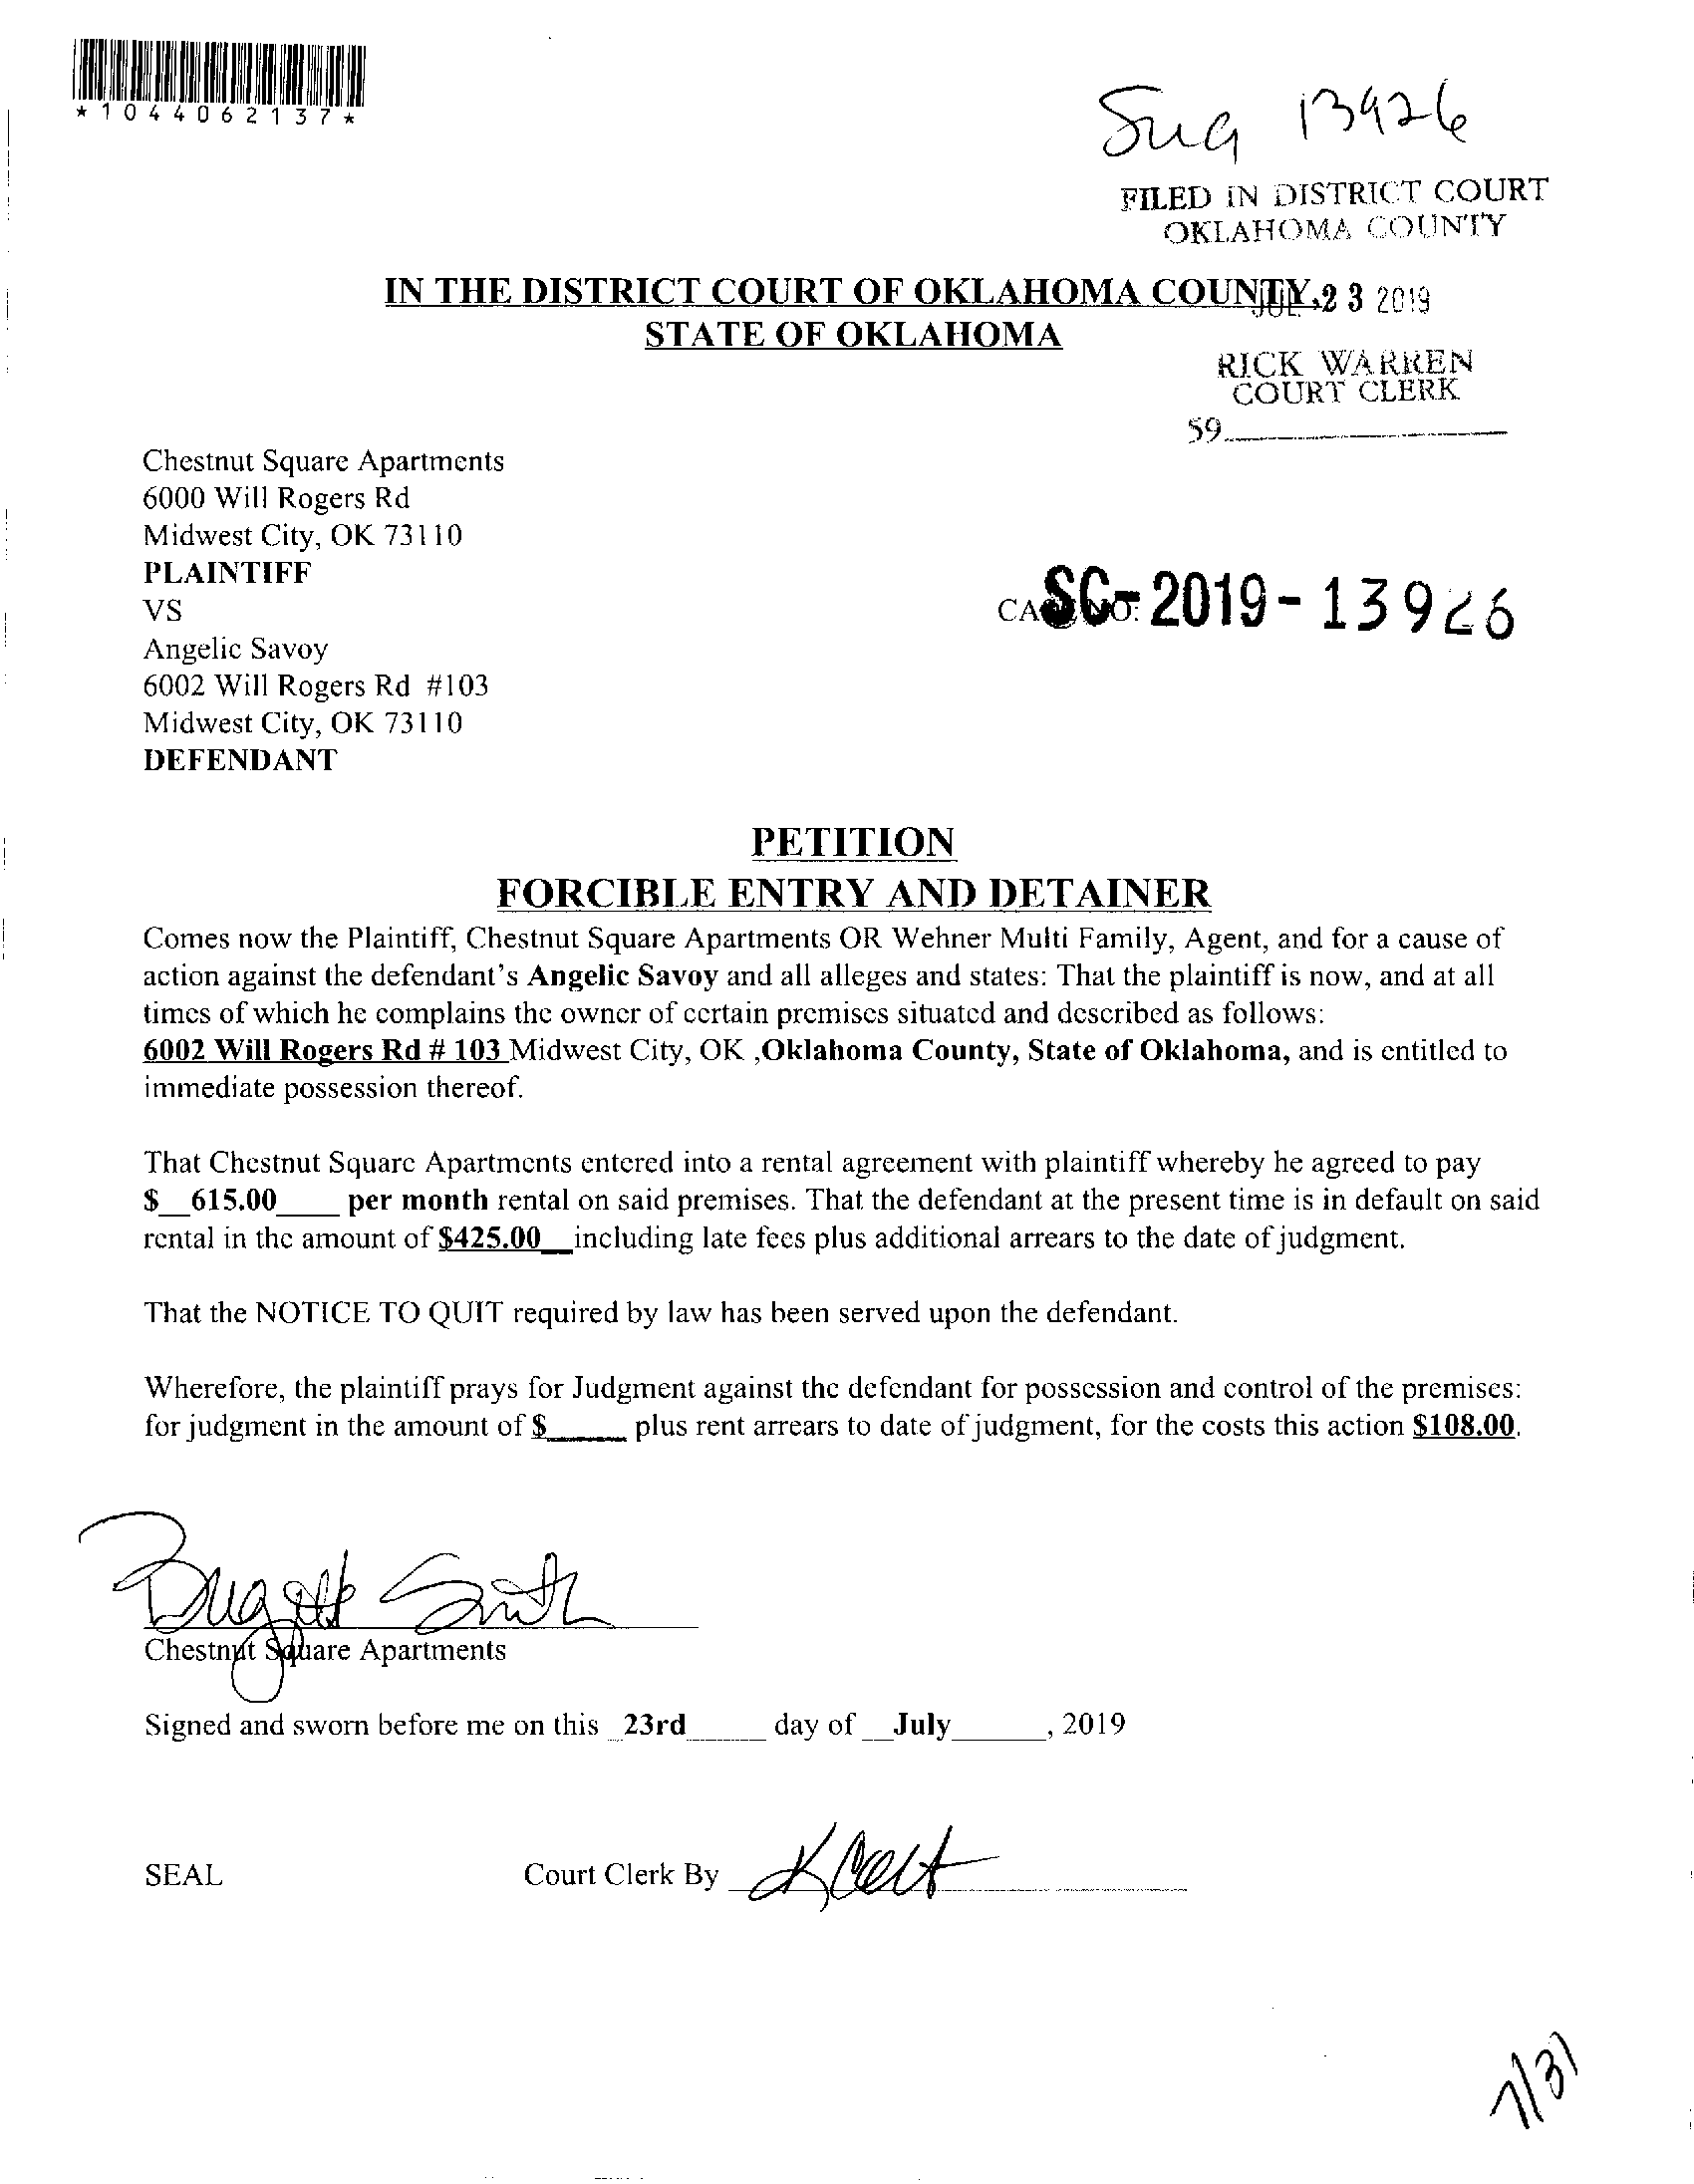 *1044062137*
13926
FILED IN DISTRICT COURT
OKLAHOMA COUNTY
IN THE DISTRICT COURT OF OKLAHOMA COUNTY,
JUL 23 2019
STATE OF OKLAHOMA
RICK WARREN
COURT CLERK
59
Chestnut Square Apartments
6000 Will Rogers Rd
Midwest City, OK 73110
PLAINTIFF
VS
CASE NO: SC-2019-13926
Angelic Savoy
6002 Will Rogers Rd #103
Midwest City, OK 73110
DEFENDANT
PETITION
FORCIBLE ENTRY AND DETAINER
Comes now the Plaintiff, Chestnut Square Apartments OR Wehner Multi Family, Agent, and for a cause of
action against the defendant's Angelic Savoy and all alleges and states: That the plaintiff is now, and at all
times of which he complains the owner of certain premises situated and described as follows:
6002 Will Rogers Rd # 103 Midwest City, OK ,Oklahoma County, State of Oklahoma, and is entitled to
immediate possession thereof.
That Chestnut Square Apartments entered into a rental agreement with plaintiff whereby he agreed to pay
$__615.00____ per month rental on said premises. That the defendant at the present time is in default on said
rental in the amount of $425.00__including late fees plus additional arrears to the date of judgment.
That the NOTICE TO QUIT required by law has been served upon the defendant.
Wherefore, the plaintiff prays for Judgment against the defendant for possession and control of the premises:
for judgment in the amount of $_____ plus rent arrears to date of judgment, for the costs this action $108.00.
Smith
Chestnut Square Apartments
Signed and sworn before me on this _23rd_____ day of __July______, 2019
SEAL Court Clerk By
7/31